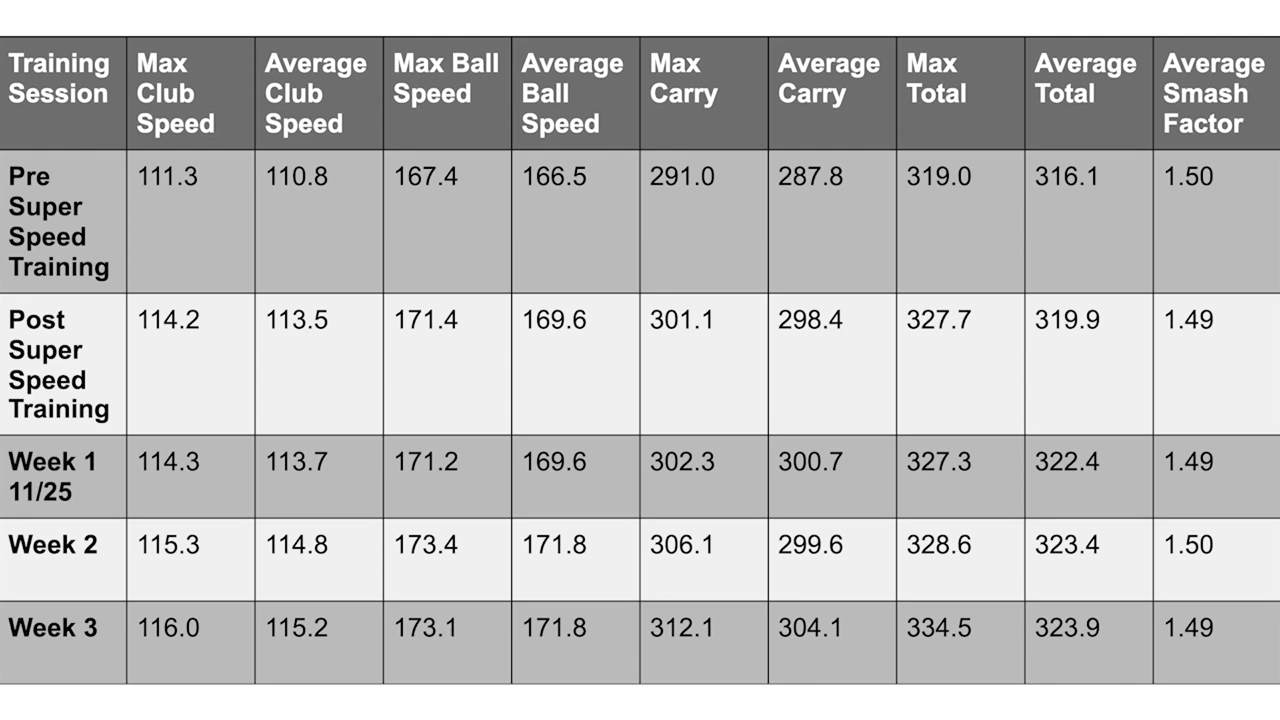 Training Session | Max Club Speed | Average Club Speed | Max Ball Speed | Average Ball Speed | Max Carry | Average Carry | Max Total | Average Total | Average Smash Factor
Pre Super Speed Training | 111.3 | 110.8 | 167.4 | 166.5 | 291.0 | 287.8 | 319.0 | 316.1 | 1.50
Post Super Speed Training | 114.2 | 113.5 | 171.4 | 169.6 | 301.1 | 298.4 | 327.7 | 319.9 | 1.49
Week 1 11/25 | 114.3 | 113.7 | 171.2 | 169.6 | 302.3 | 300.7 | 327.3 | 322.4 | 1.49
Week 2 | 115.3 | 114.8 | 173.4 | 171.8 | 306.1 | 299.6 | 328.6 | 323.4 | 1.50
Week 3 | 116.0 | 115.2 | 173.1 | 171.8 | 312.1 | 304.1 | 334.5 | 323.9 | 1.49